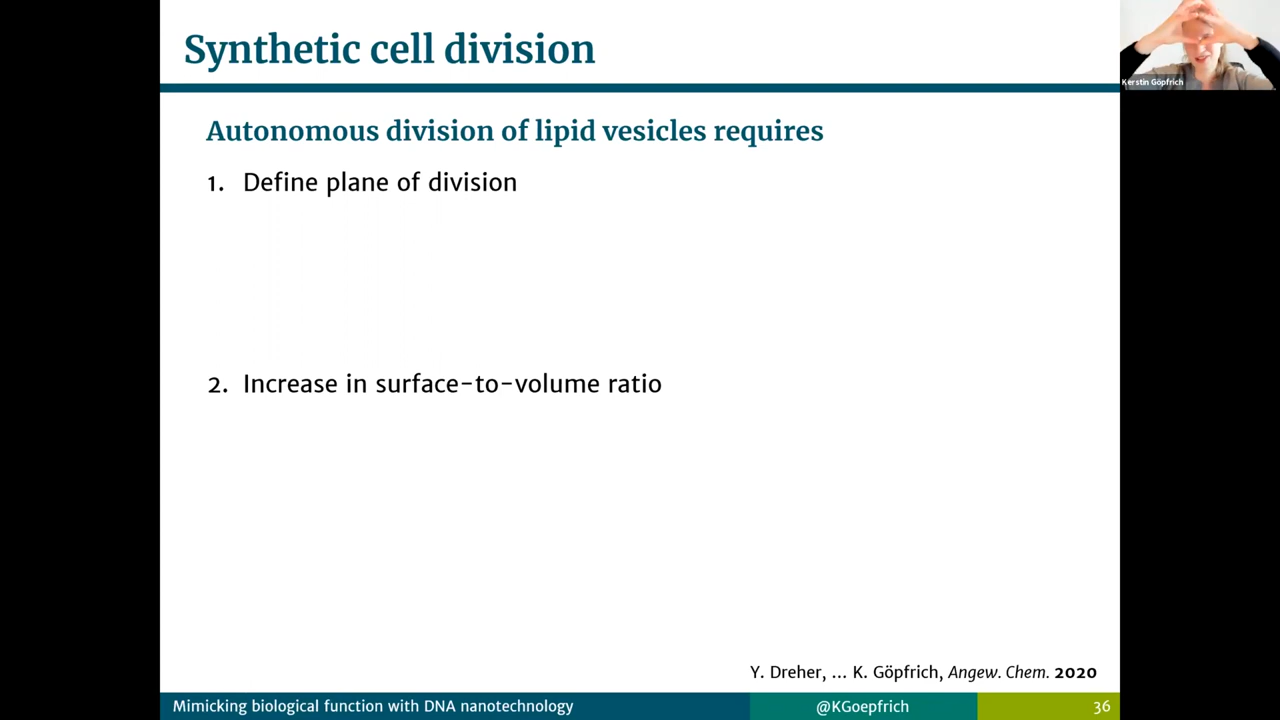 Synthetic cell division
Kerstin Göpfrich
Autonomous division of lipid vesicles requires
1. Define plane of division
2. Increase in surface-to-volume ratio
Y. Dreher, ... K. Göpfrich, Angew. Chem. 2020
Mimicking biological function with DNA nanotechnology
@KGoepfrich
36